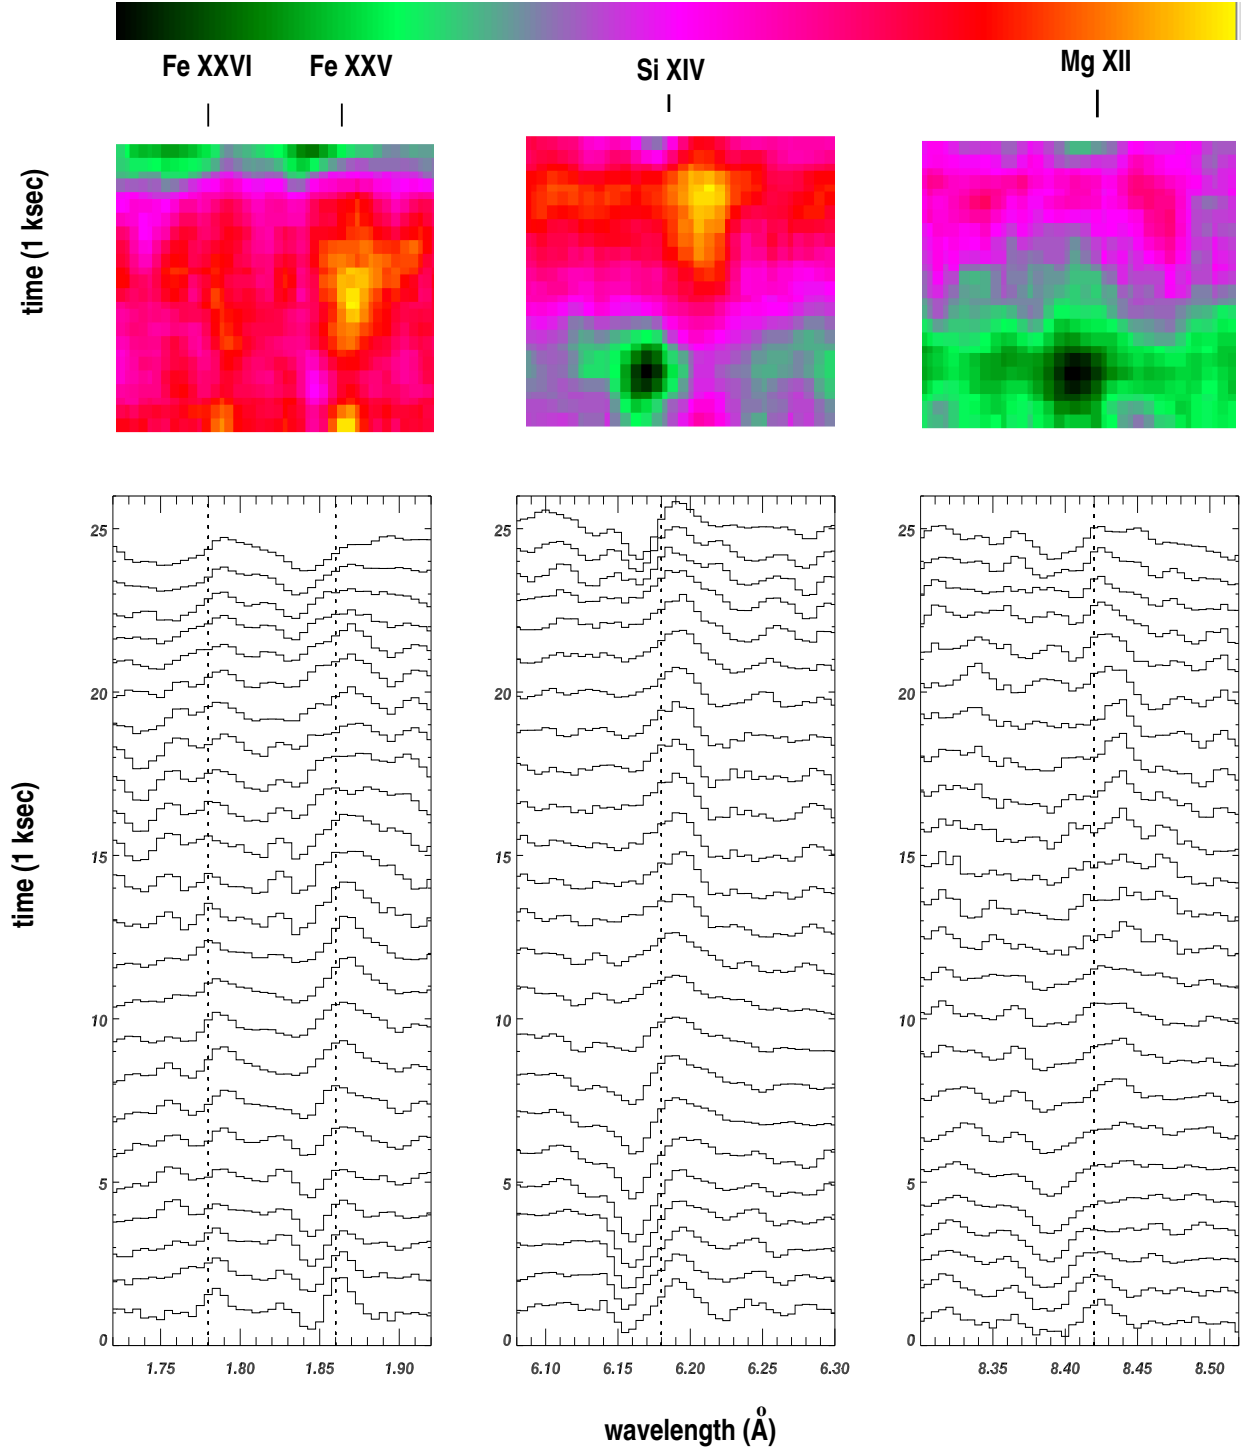 Fe XXVI Fe XXV Si XIV Mg XII
time (1 ksec)
time (1 ksec)
25 25 25
20 20 20
15 15 15
10 10 10
5 5 5
0 0 0
1.75 1.80 1.85 1.90 6.10 6.15 6.20 6.25 6.30 8.35 8.40 8.45 8.50
wavelength (Å)